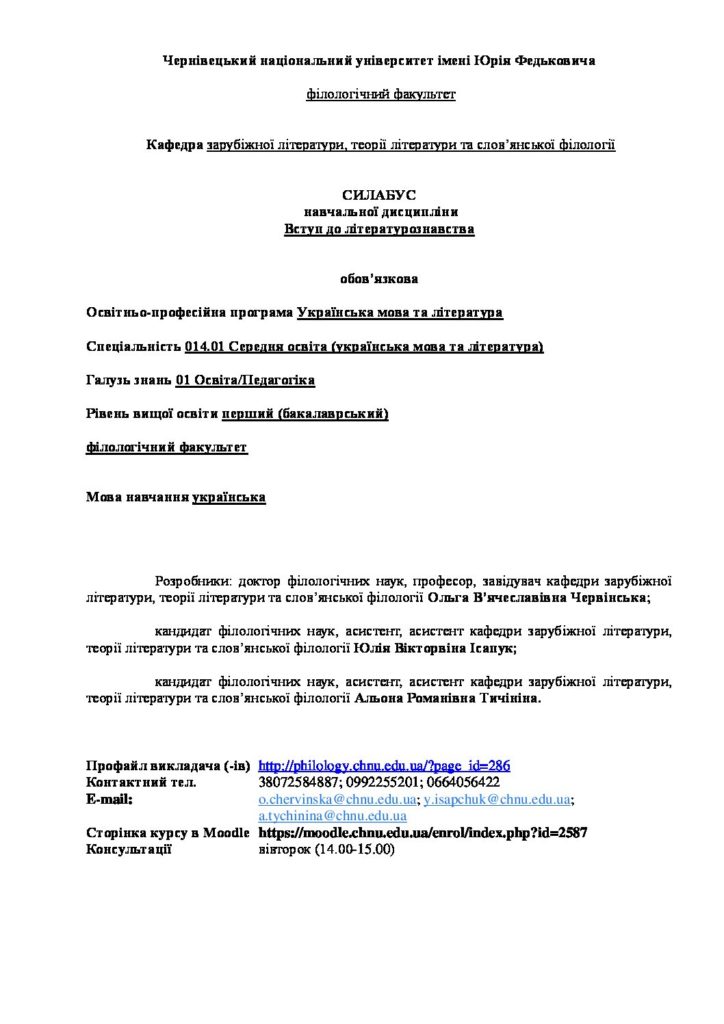 Чернівецький національний університет імені Юрія Федьковича
філологічний факультет
Кафедра зарубіжної літератури, теорії літератури та слов’янської філології
СИЛАБУС
навчальної дисципліни
Вступ до літературознавства
обов’язкова
Освітньо-професійна програма Українська мова та література
Спеціальність 014.01 Середня освіта (українська мова та література)
Галузь знань 01 Освіта/Педагогіка
Рівень вищої освіти перший (бакалаврський)
філологічний факультет
Мова навчання українська
Розробники: доктор філологічних наук, професор, завідувач кафедри зарубіжної
літератури, теорії літератури та слов’янської філології Ольга В’ячеславівна Червінська;
кандидат філологічних наук, асистент, асистент кафедри зарубіжної літератури,
теорії літератури та слов’янської філології Юлія Вікторвіна Ісапчук;
кандидат філологічних наук, асистент, асистент кафедри зарубіжної літератури,
теорії літератури та слов’янської філології Альона Романівна Тичініна.
Профайл викладача (-ів) http://philology.chnu.edu.ua/?page_id=286
Контактний тел. 38072584887; 0992255201; 0664056422
E-mail: o.chervinska@chnu.edu.ua; y.isapchuk@chnu.edu.ua;
a.tychinina@chnu.edu.ua
Сторінка курсу в Moodle https://moodle.chnu.edu.ua/enrol/index.php?id=2587
Консультації вівторок (14.00-15.00)